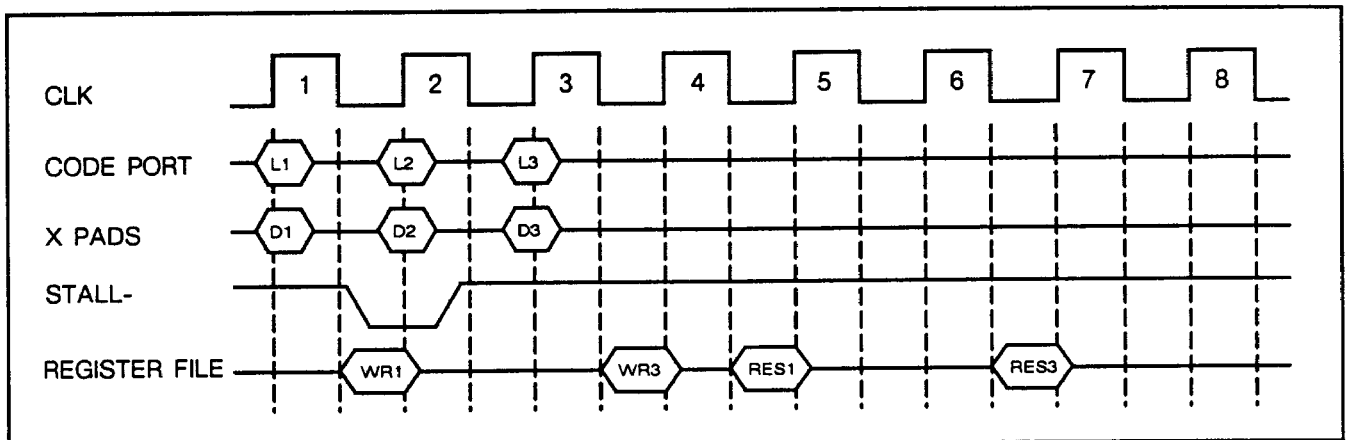 CLK 1 2 3 4 5 6 7 8
CODE PORT L1 L2 L3
X PADS D1 D2 D3
STALL-
REGISTER FILE WR1 WR3 RES1 RES3